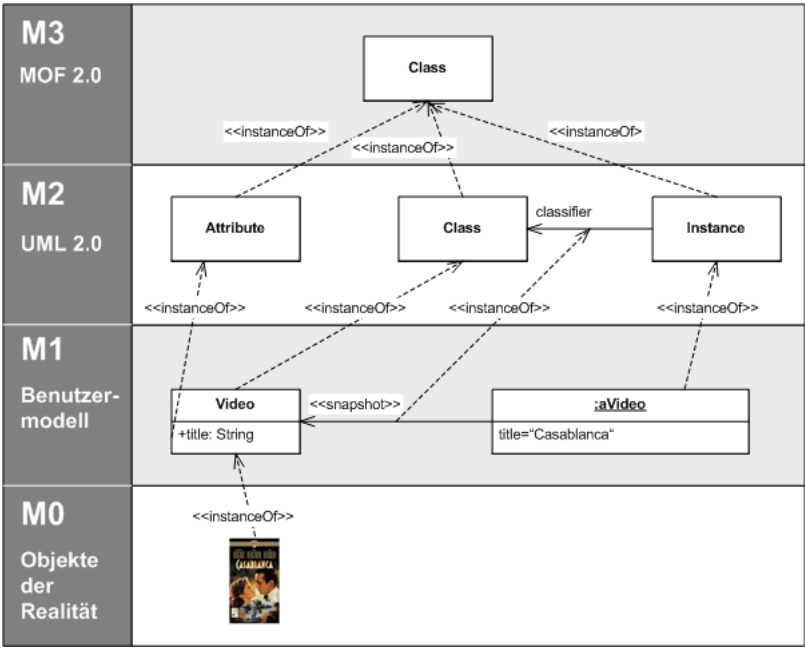 M3
MOF 2.0
Class
<<instanceOf>>
<<instanceOf>
<<instanceOf>>
M2
UML 2.0
Attribute
Class
classifier
Instance
<<instanceOf>>
<<instanceOf>>
<<instanceOf>>
<<instanceOf>>
M1
Benutzer-
modell
Video
+title: String
<<snapshot>>
:aVideo
title="Casablanca“
M0
Objekte
der
Realität
<<instanceOf>>
CASABLANCA